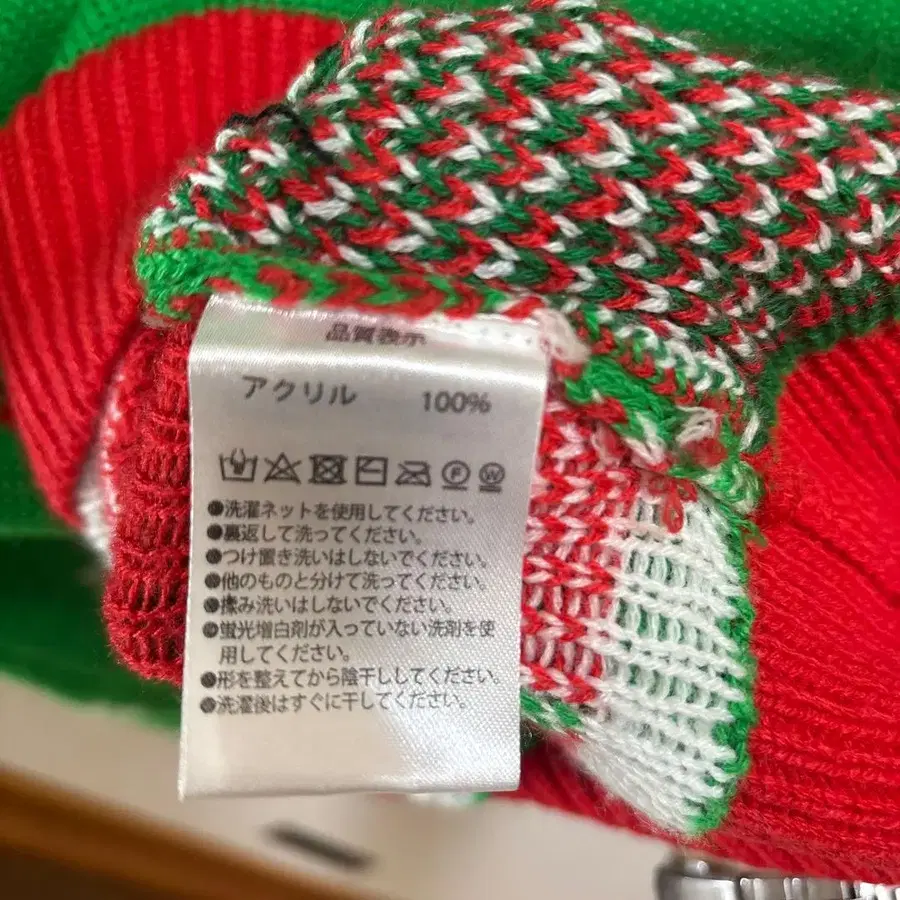 品質表示
アクリル 100%
F W
●洗濯ネットを使用してください。
●裏返して洗ってください。
●つけ置き洗いはしないでください。
●他のものと分けて洗ってください。
●揉み洗いはしないでください。
●蛍光増白剤が入っていない洗剤を使
用してください。
●形を整えてから陰干ししてください。
●洗濯後はすぐに干してください。